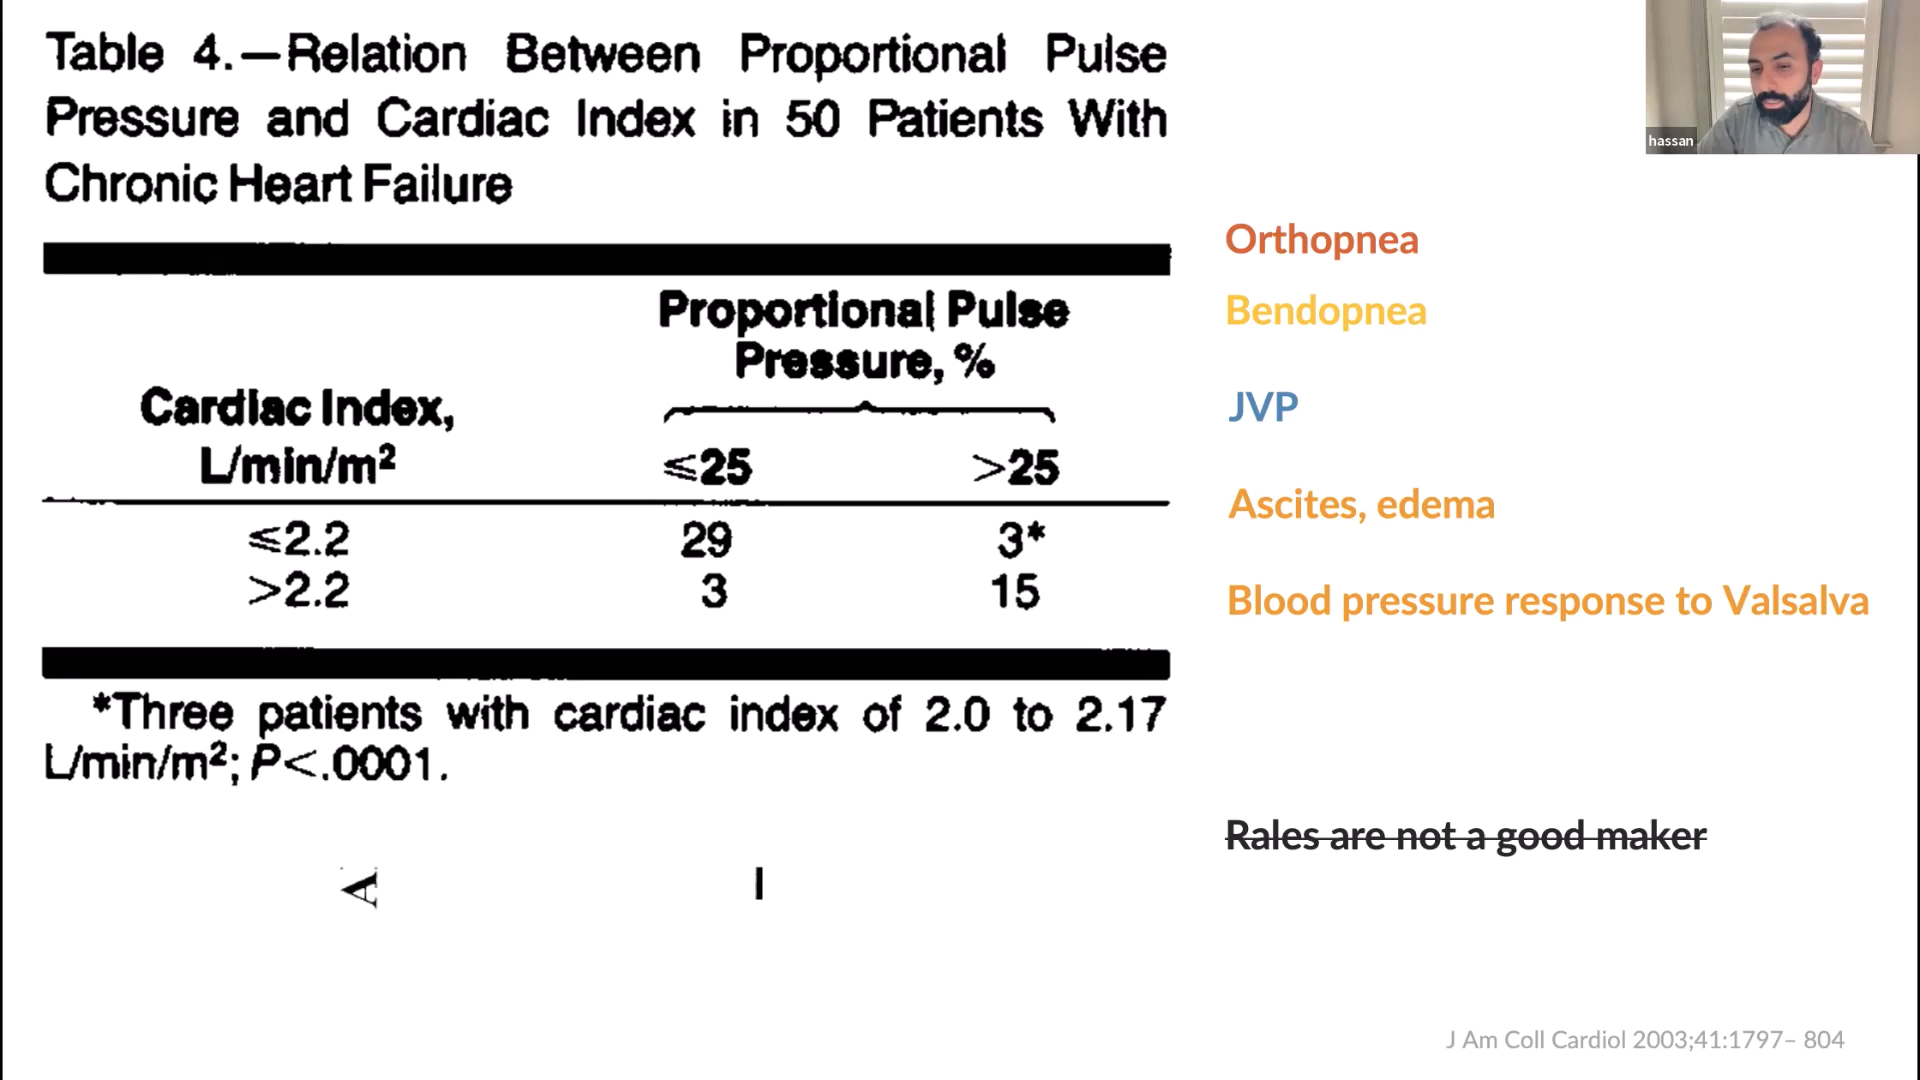 Table 4.—Relation Between Proportional Pulse
Pressure and Cardiac Index in 50 Patients With
Chronic Heart Failure
Proportional Pulse
Pressure, %
Cardiac Index,
L/min/m²
≤25 >25
≤2.2 29 3*
>2.2 3 15
*Three patients with cardiac index of 2.0 to 2.17
L/min/m²; P<.0001.
A
I
hassan
Orthopnea
Bendopnea
JVP
Ascites, edema
Blood pressure response to Valsalva
Rales are not a good maker
J Am Coll Cardiol 2003;41:1797– 804